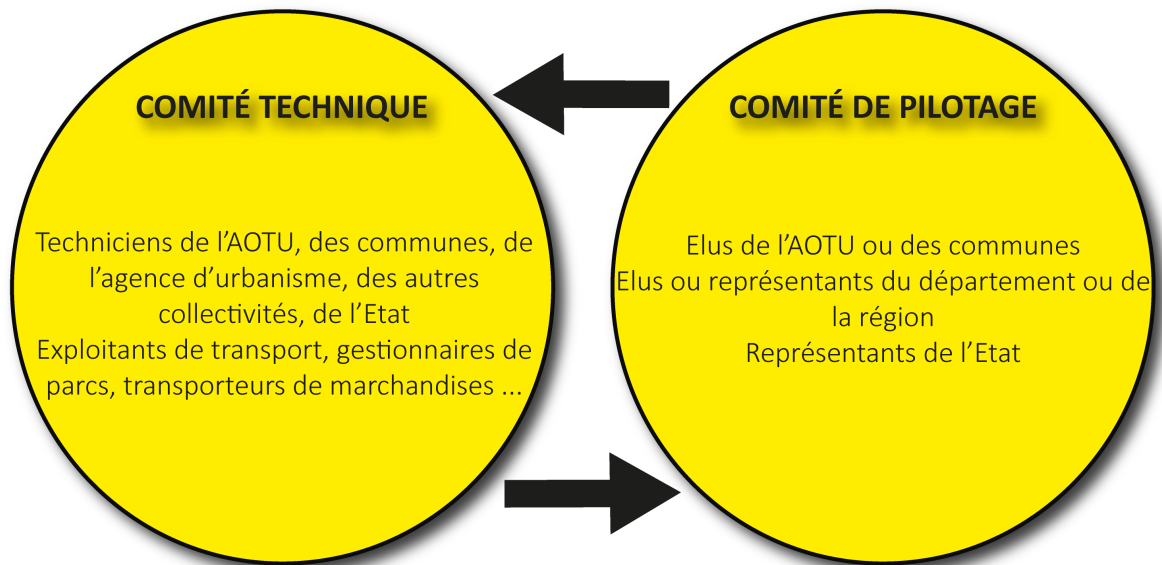 COMITÉ TECHNIQUE
Techniciens de l’AOTU, des communes, de
l’agence d’urbanisme, des autres
collectivités, de l’Etat
Exploitants de transport, gestionnaires de
parcs, transporteurs de marchandises ...
COMITÉ DE PILOTAGE
Elus de l’AOTU ou des communes
Elus ou représentants du département ou de
la région
Représentants de l’Etat